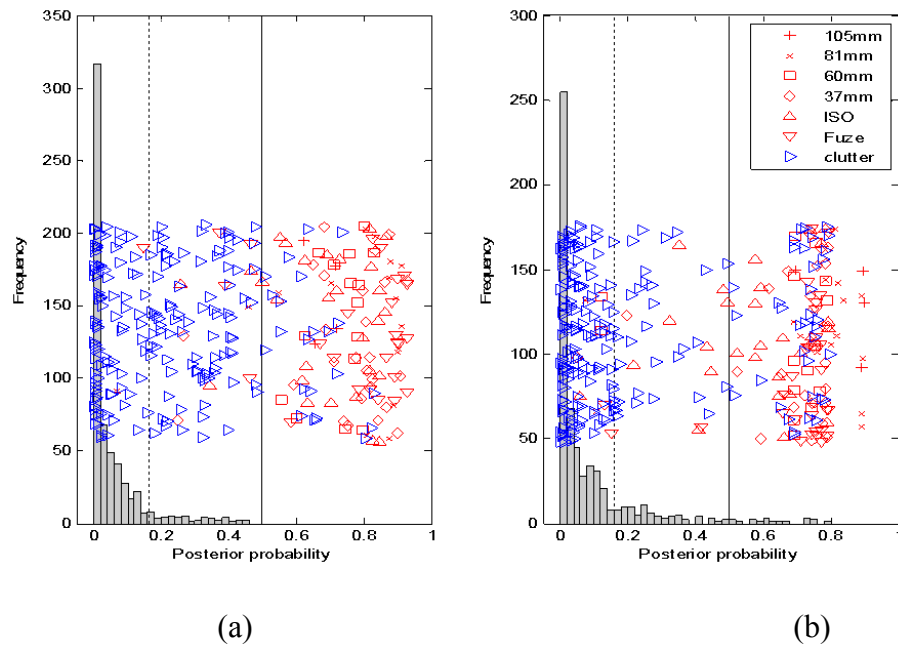 350
300
250
200
150
100
50
0
Frequency
0 0.2 0.4 0.6 0.8 1
Posterior probability
(a)
300
250
200
150
100
50
0
Frequency
0 0.2 0.4 0.6 0.8 1
Posterior probability
105mm
81mm
60mm
37mm
ISO
Fuze
clutter
(b)